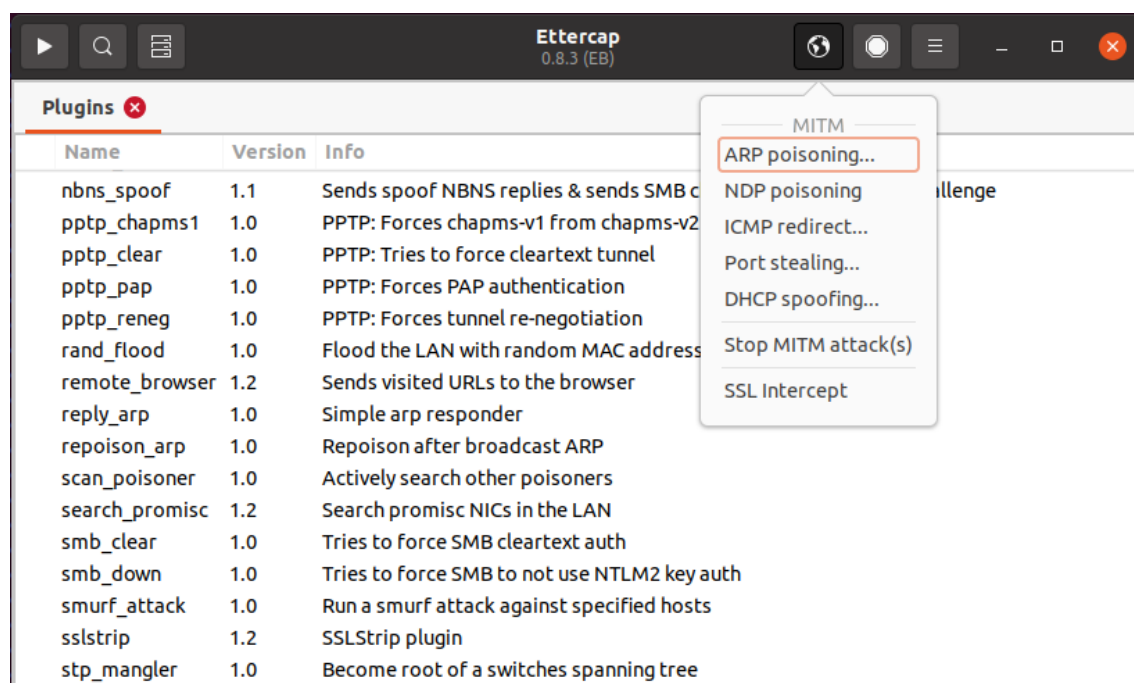 Ettercap
0.8.3 (EB)
Plugins
Name Version Info
nbns_spoof 1.1 Sends spoof NBNS replies & sends SMB c llenge
pptp_chapms1 1.0 PPTP: Forces chapms-v1 from chapms-v2
pptp_clear 1.0 PPTP: Tries to force cleartext tunnel
pptp_pap 1.0 PPTP: Forces PAP authentication
pptp_reneg 1.0 PPTP: Forces tunnel re-negotiation
rand_flood 1.0 Flood the LAN with random MAC address
remote_browser 1.2 Sends visited URLs to the browser
reply_arp 1.0 Simple arp responder
repoison_arp 1.0 Repoison after broadcast ARP
scan_poisoner 1.0 Actively search other poisoners
search_promisc 1.2 Search promisc NICs in the LAN
smb_clear 1.0 Tries to force SMB cleartext auth
smb_down 1.0 Tries to force SMB to not use NTLM2 key auth
smurf_attack 1.0 Run a smurf attack against specified hosts
sslstrip 1.2 SSLStrip plugin
stp_mangler 1.0 Become root of a switches spanning tree
MITM
ARP poisoning...
NDP poisoning
ICMP redirect...
Port stealing...
DHCP spoofing...
Stop MITM attack(s)
SSL Intercept